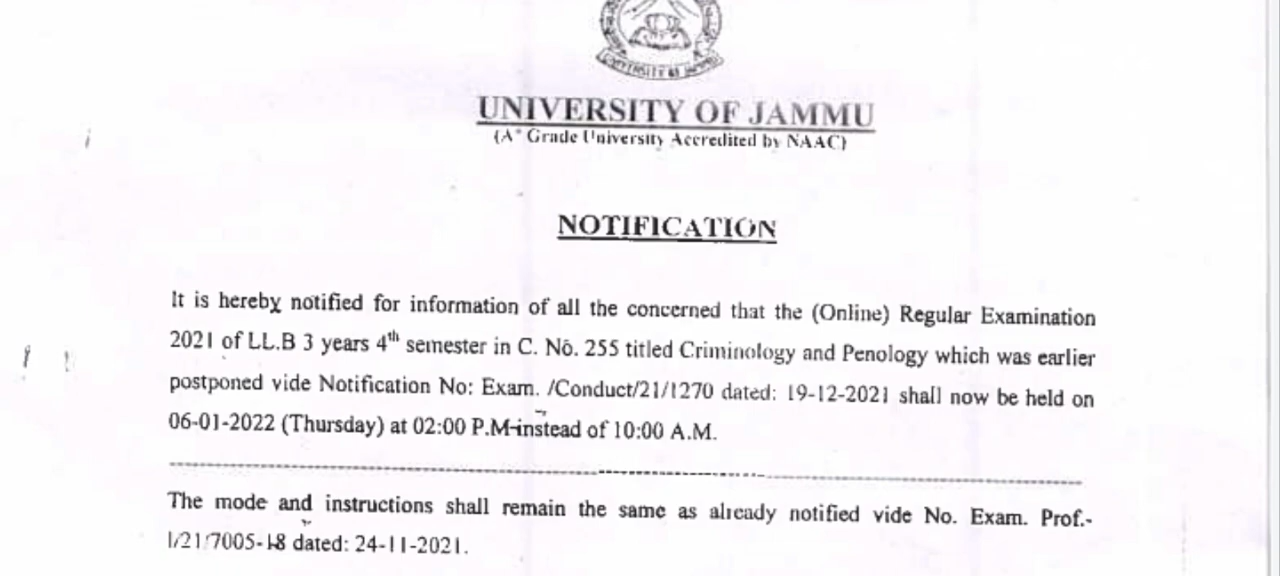 UNIVERSITY OF JAMMU
UNIVERSITY OF JAMMU
(A+ Grade University Accredited by NAAC)
NOTIFICATION
It is hereby notified for information of all the concerned that the (Online) Regular Examination
2021 of LL.B 3 years 4th semester in C. No. 255 titled Criminology and Penology which was earlier
postponed vide Notification No: Exam. /Conduct/21/1270 dated: 19-12-2021 shall now be held on
06-01-2022 (Thursday) at 02:00 P.M instead of 10:00 A.M.
The mode and instructions shall remain the same as already notified vide No. Exam. Prof.-
I/21/7005-18 dated: 24-11-2021.